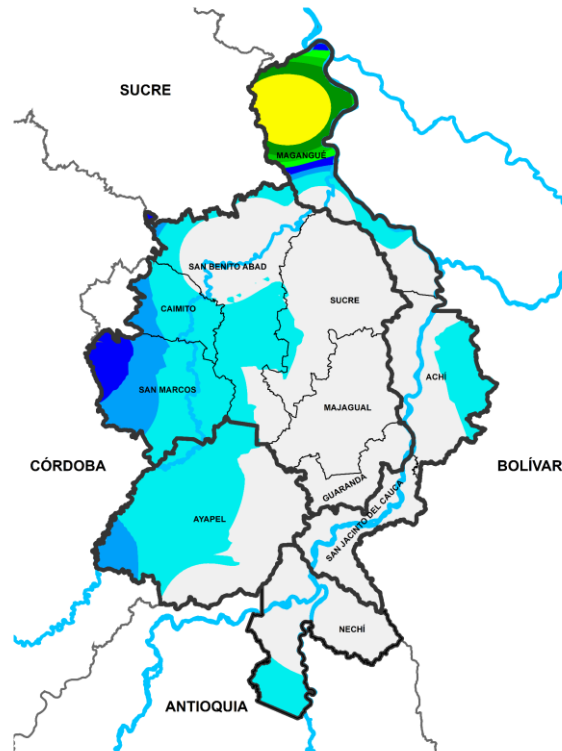 SUCRE
MAGANGUÉ
SAN BENITO ABAD
CAIMITO
SUCRE
ACHÍ
SAN MARCOS
MAJAGUAL
CÓRDOBA
BOLÍVAR
GUARANDA
AYAPEL
SAN JACINTO DEL CAUCA
NECHÍ
ANTIOQUIA